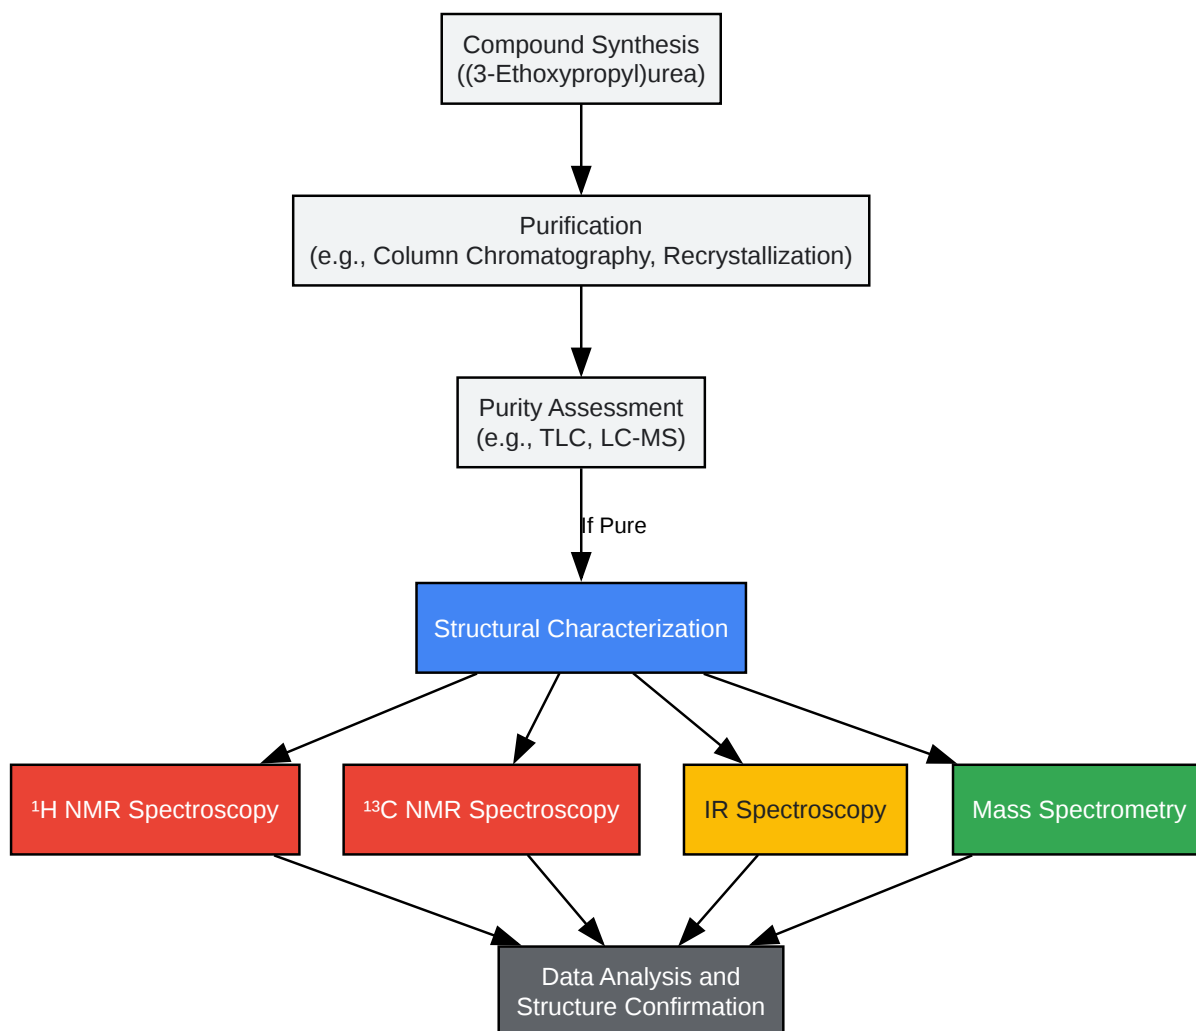 Compound Synthesis
((3-Ethoxypropyl)urea)
Purification
(e.g., Column Chromatography, Recrystallization)
Purity Assessment
(e.g., TLC, LC-MS)
If Pure
Structural Characterization
¹H NMR Spectroscopy
¹³C NMR Spectroscopy
IR Spectroscopy
Mass Spectrometry
Data Analysis and
Structure Confirmation